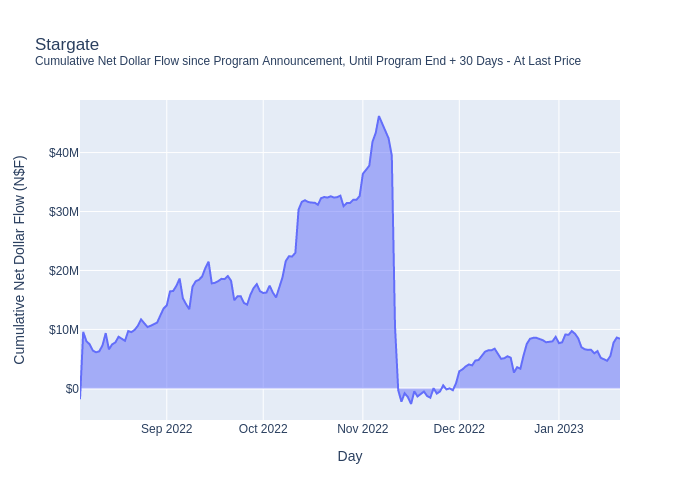 Stargate
Cumulative Net Dollar Flow since Program Announcement, Until Program End + 30 Days - At Last Price
Cumulative Net Dollar Flow (N$F)
$40M
$30M
$20M
$10M
$0
Sep 2022 Oct 2022 Nov 2022 Dec 2022 Jan 2023
Day